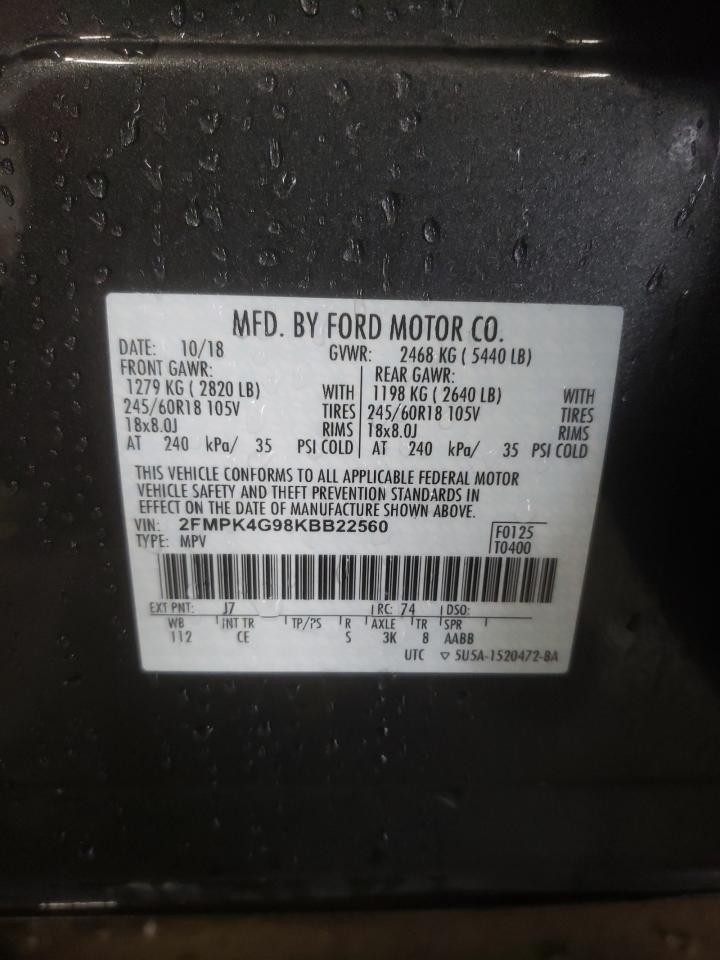 MFD. BY FORD MOTOR CO.
DATE: 10/18 GVWR: 2468 KG ( 5440 LB)
FRONT GAWR: REAR GAWR:
1279 KG ( 2820 LB) WITH 1198 KG ( 2640 LB) WITH
245/60R18 105V TIRES 245/60R18 105V TIRES
18x8.0J RIMS 18x8.0J RIMS
AT 240 kPa/ 35 PSI COLD AT 240 kPa/ 35 PSI COLD
THIS VEHICLE CONFORMS TO ALL APPLICABLE FEDERAL MOTOR
VEHICLE SAFETY AND THEFT PREVENTION STANDARDS IN
EFFECT ON THE DATE OF MANUFACTURE SHOWN ABOVE.
VIN: 2FMPK4G98KBB22560 F0125
TYPE: MPV T0400
EXT PNT: J7 RC: 74 DSO:
WB INT TR TP/PS R AXLE TR SPR
112 CE S 3K 8 AABB
UTC ▽ 5U5A-1520472-BA